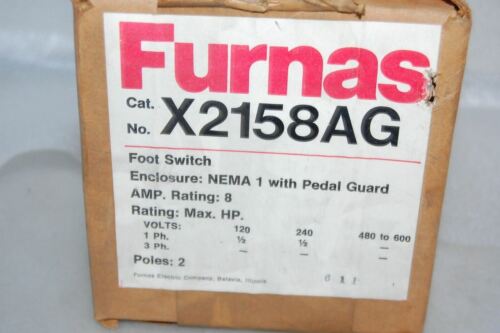 Furnas
Cat.
No. X2158AG
Foot Switch
Enclosure: NEMA 1 with Pedal Guard
AMP. Rating: 8
Rating: Max. HP.
VOLTS: 120 240 480 to 600
1 Ph. ½ ½ —
3 Ph. — — —
Poles: 2
Furnas Electric Company, Batavia, Illinois